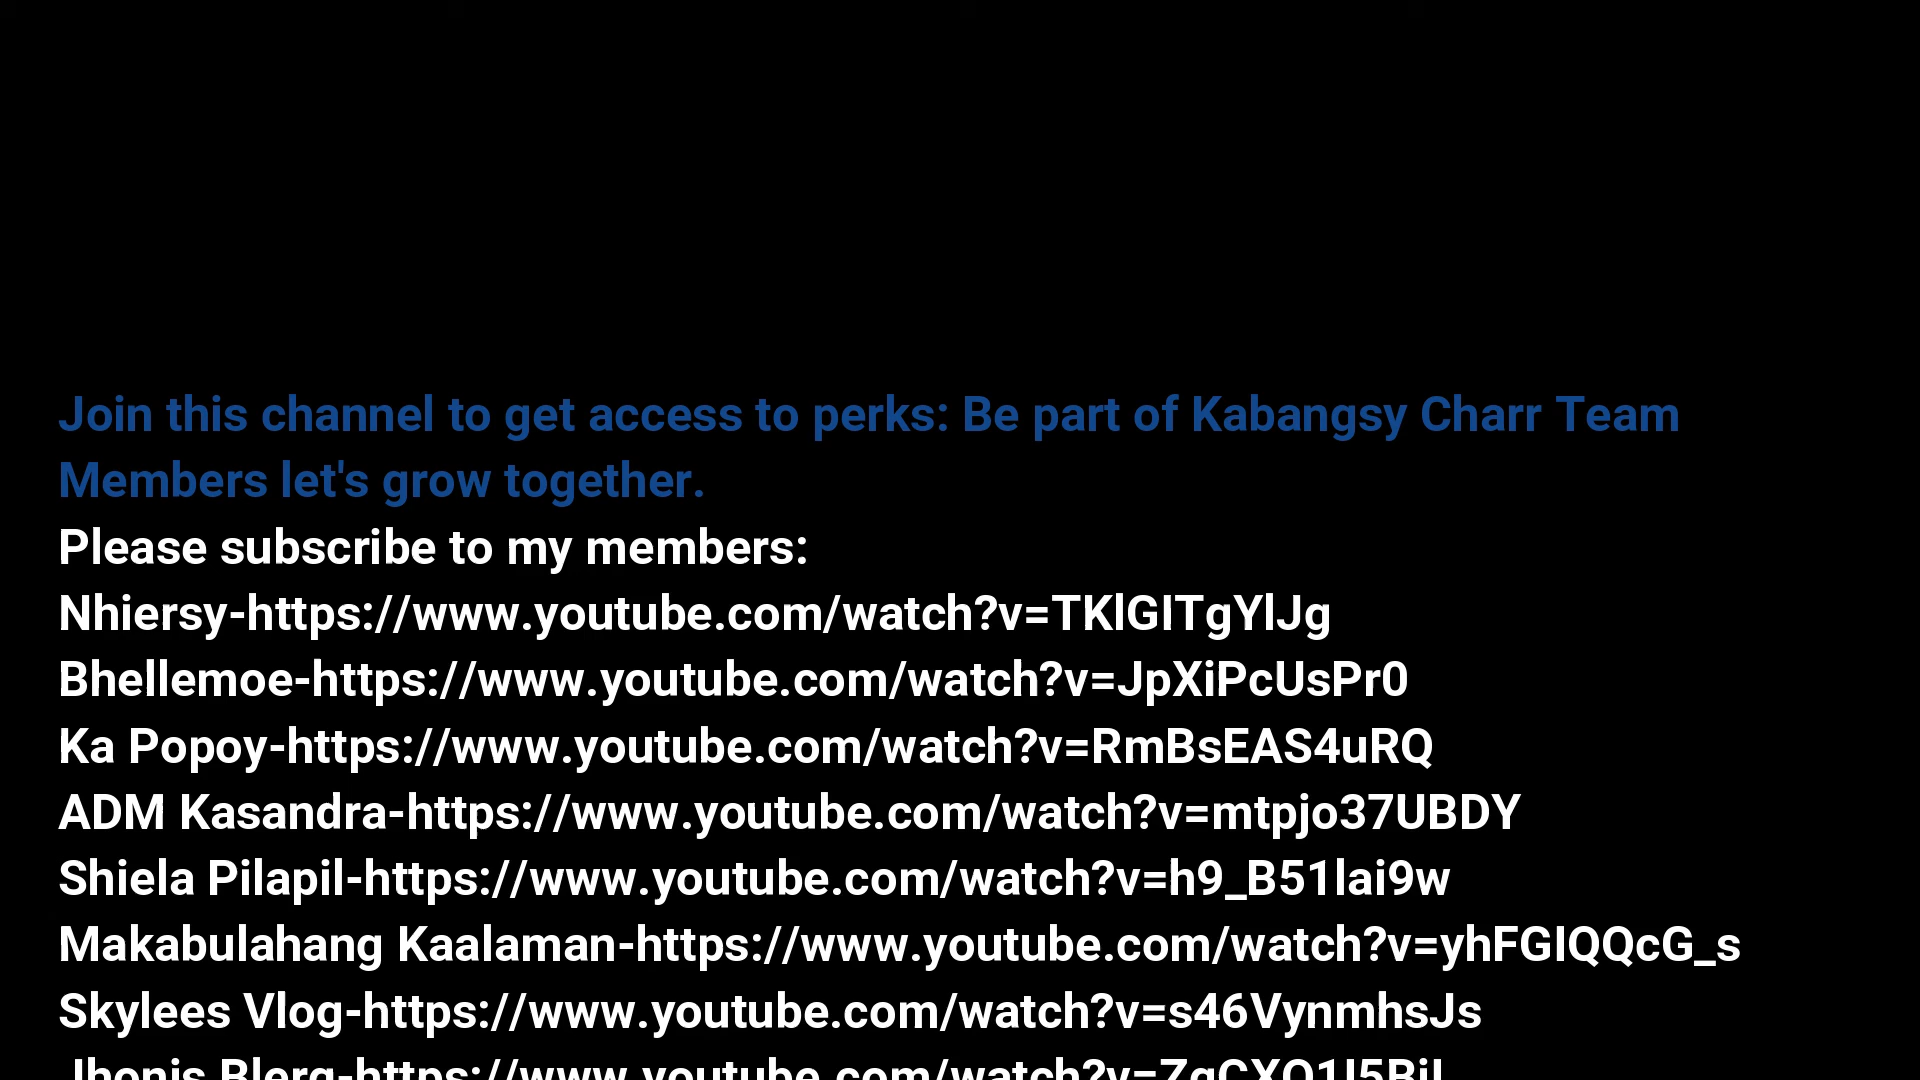 Join this channel to get access to perks: Be part of Kabangsy Charr Team
Members let's grow together.
Please subscribe to my members:
Nhiersy-https://www.youtube.com/watch?v=TKlGITgYlJg
Bhellemoe-https://www.youtube.com/watch?v=JpXiPcUsPr0
Ka Popoy-https://www.youtube.com/watch?v=RmBsEAS4uRQ
ADM Kasandra-https://www.youtube.com/watch?v=mtpjo37UBDY
Shiela Pilapil-https://www.youtube.com/watch?v=h9_B51lai9w
Makabulahang Kaalaman-https://www.youtube.com/watch?v=yhFGIQQcG_s
Skylees Vlog-https://www.youtube.com/watch?v=s46VynmhsJs
Jhonis Blerg